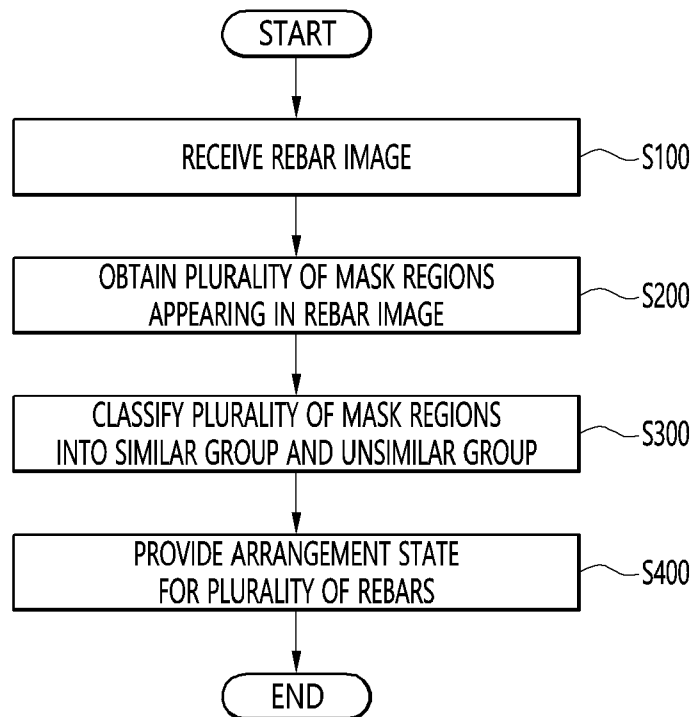 START
RECEIVE REBAR IMAGE
S100
OBTAIN PLURALITY OF MASK REGIONS
APPEARING IN REBAR IMAGE
S200
CLASSIFY PLURALITY OF MASK REGIONS
INTO SIMILAR GROUP AND UNSIMILAR GROUP
S300
PROVIDE ARRANGEMENT STATE
FOR PLURALITY OF REBARS
S400
END